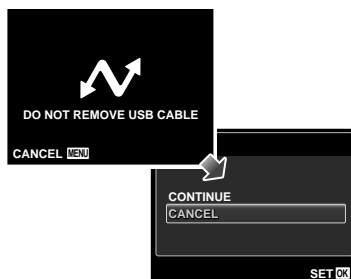 DO NOT REMOVE USB CABLE
CANCEL MENU
CONTINUE
CANCEL
SET OK